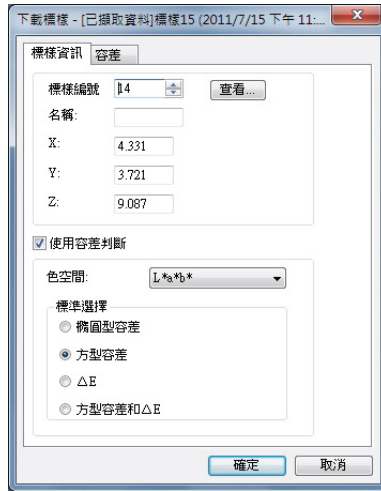 下載標樣 - [已擷取資料]標樣15 (2011/7/15 下午 11:...
標樣資訊 容差
標樣編號 14 查看...
名稱:
X: 4.331
Y: 3.721
Z: 9.087
使用容差判斷
色空間: L*a*b*
標準選擇
橢圓型容差
方型容差
△E
方型容差和△E
確定 取消